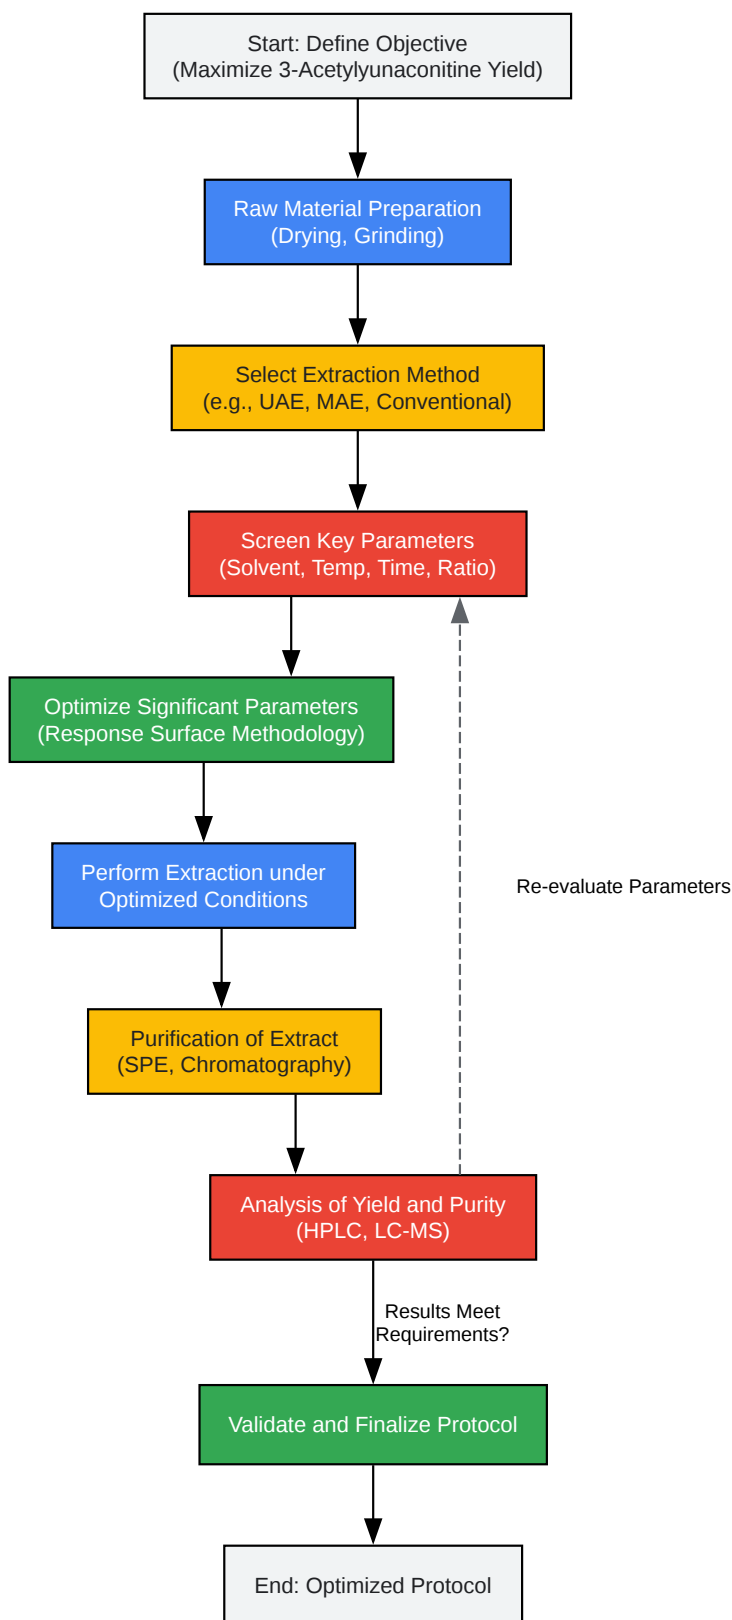 Start: Define Objective
(Maximize 3-Acetylyunaconitine Yield)
Raw Material Preparation
(Drying, Grinding)
Select Extraction Method
(e.g., UAE, MAE, Conventional)
Screen Key Parameters
(Solvent, Temp, Time, Ratio)
Optimize Significant Parameters
(Response Surface Methodology)
Perform Extraction under
Optimized Conditions
Re-evaluate Parameters
Purification of Extract
(SPE, Chromatography)
Analysis of Yield and Purity
(HPLC, LC-MS)
Results Meet
Requirements?
Validate and Finalize Protocol
End: Optimized Protocol